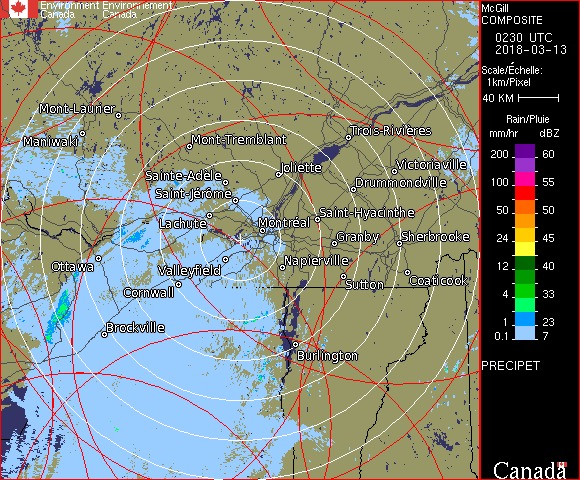 Environment Environnement
Canada Canada
McGill
COMPOSITE
0230 UTC
2018-03-13
Scale/Échelle:
1km/Pixel
40 KM
Rain/Pluie
mm/hr dBZ
200 60
100 55
50 50
24 45
12 40
4 33
1 23
0.1 7
PRECIPET
Canada
Mont-Laurier
Maniwaki
Mont-Tremblant
Trois-Rivières
Sainte-Adèle
Joliette
Victoriaville
Saint-Jérôme
Drummondville
Lachute
Montréal
Saint-Hyacinthe
Granby
Sherbrooke
Ottawa
Valleyfield
Napierville
Cornwall
Sutton
Coaticook
Brockville
Burlington